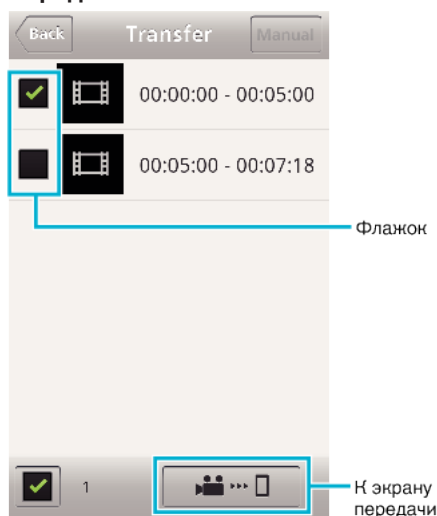 Back Transfer Manual
00:00:00 - 00:05:00
00:05:00 - 00:07:18
Флажок
1
К экрану
передачи